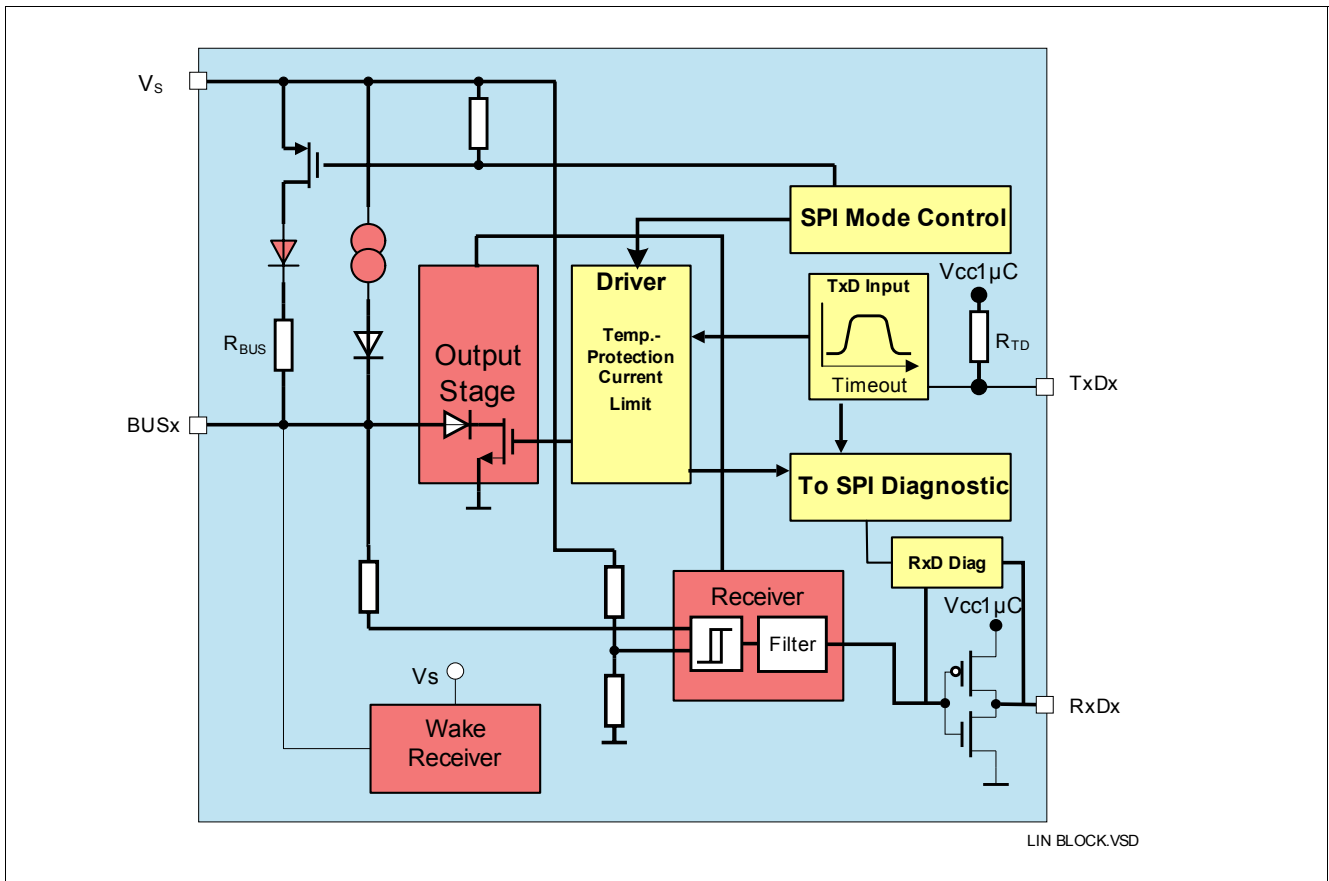 VS
SPI Mode Control
Vcc1µC
Driver
TxD Input
Temp.-
Protection
Current
Limit
RTD
RBUS
Output
Stage
Timeout
TxDx
BUSx
To SPI Diagnostic
RxD Diag
Receiver
Vcc1µC
Filter
Vs
RxDx
Wake
Receiver
LIN BLOCK.VSD